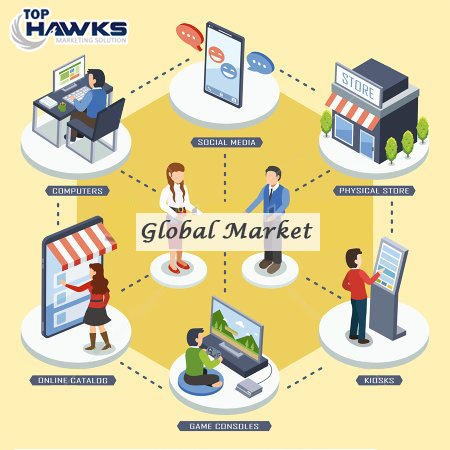 TOP
HAWKS
MARKETING SOLUTION
STORE
SOCIAL MEDIA
COMPUTERS
PHYSICAL STORE
Global Market
ONLINE CATALOG
KIOSKS
GAME CONSOLES